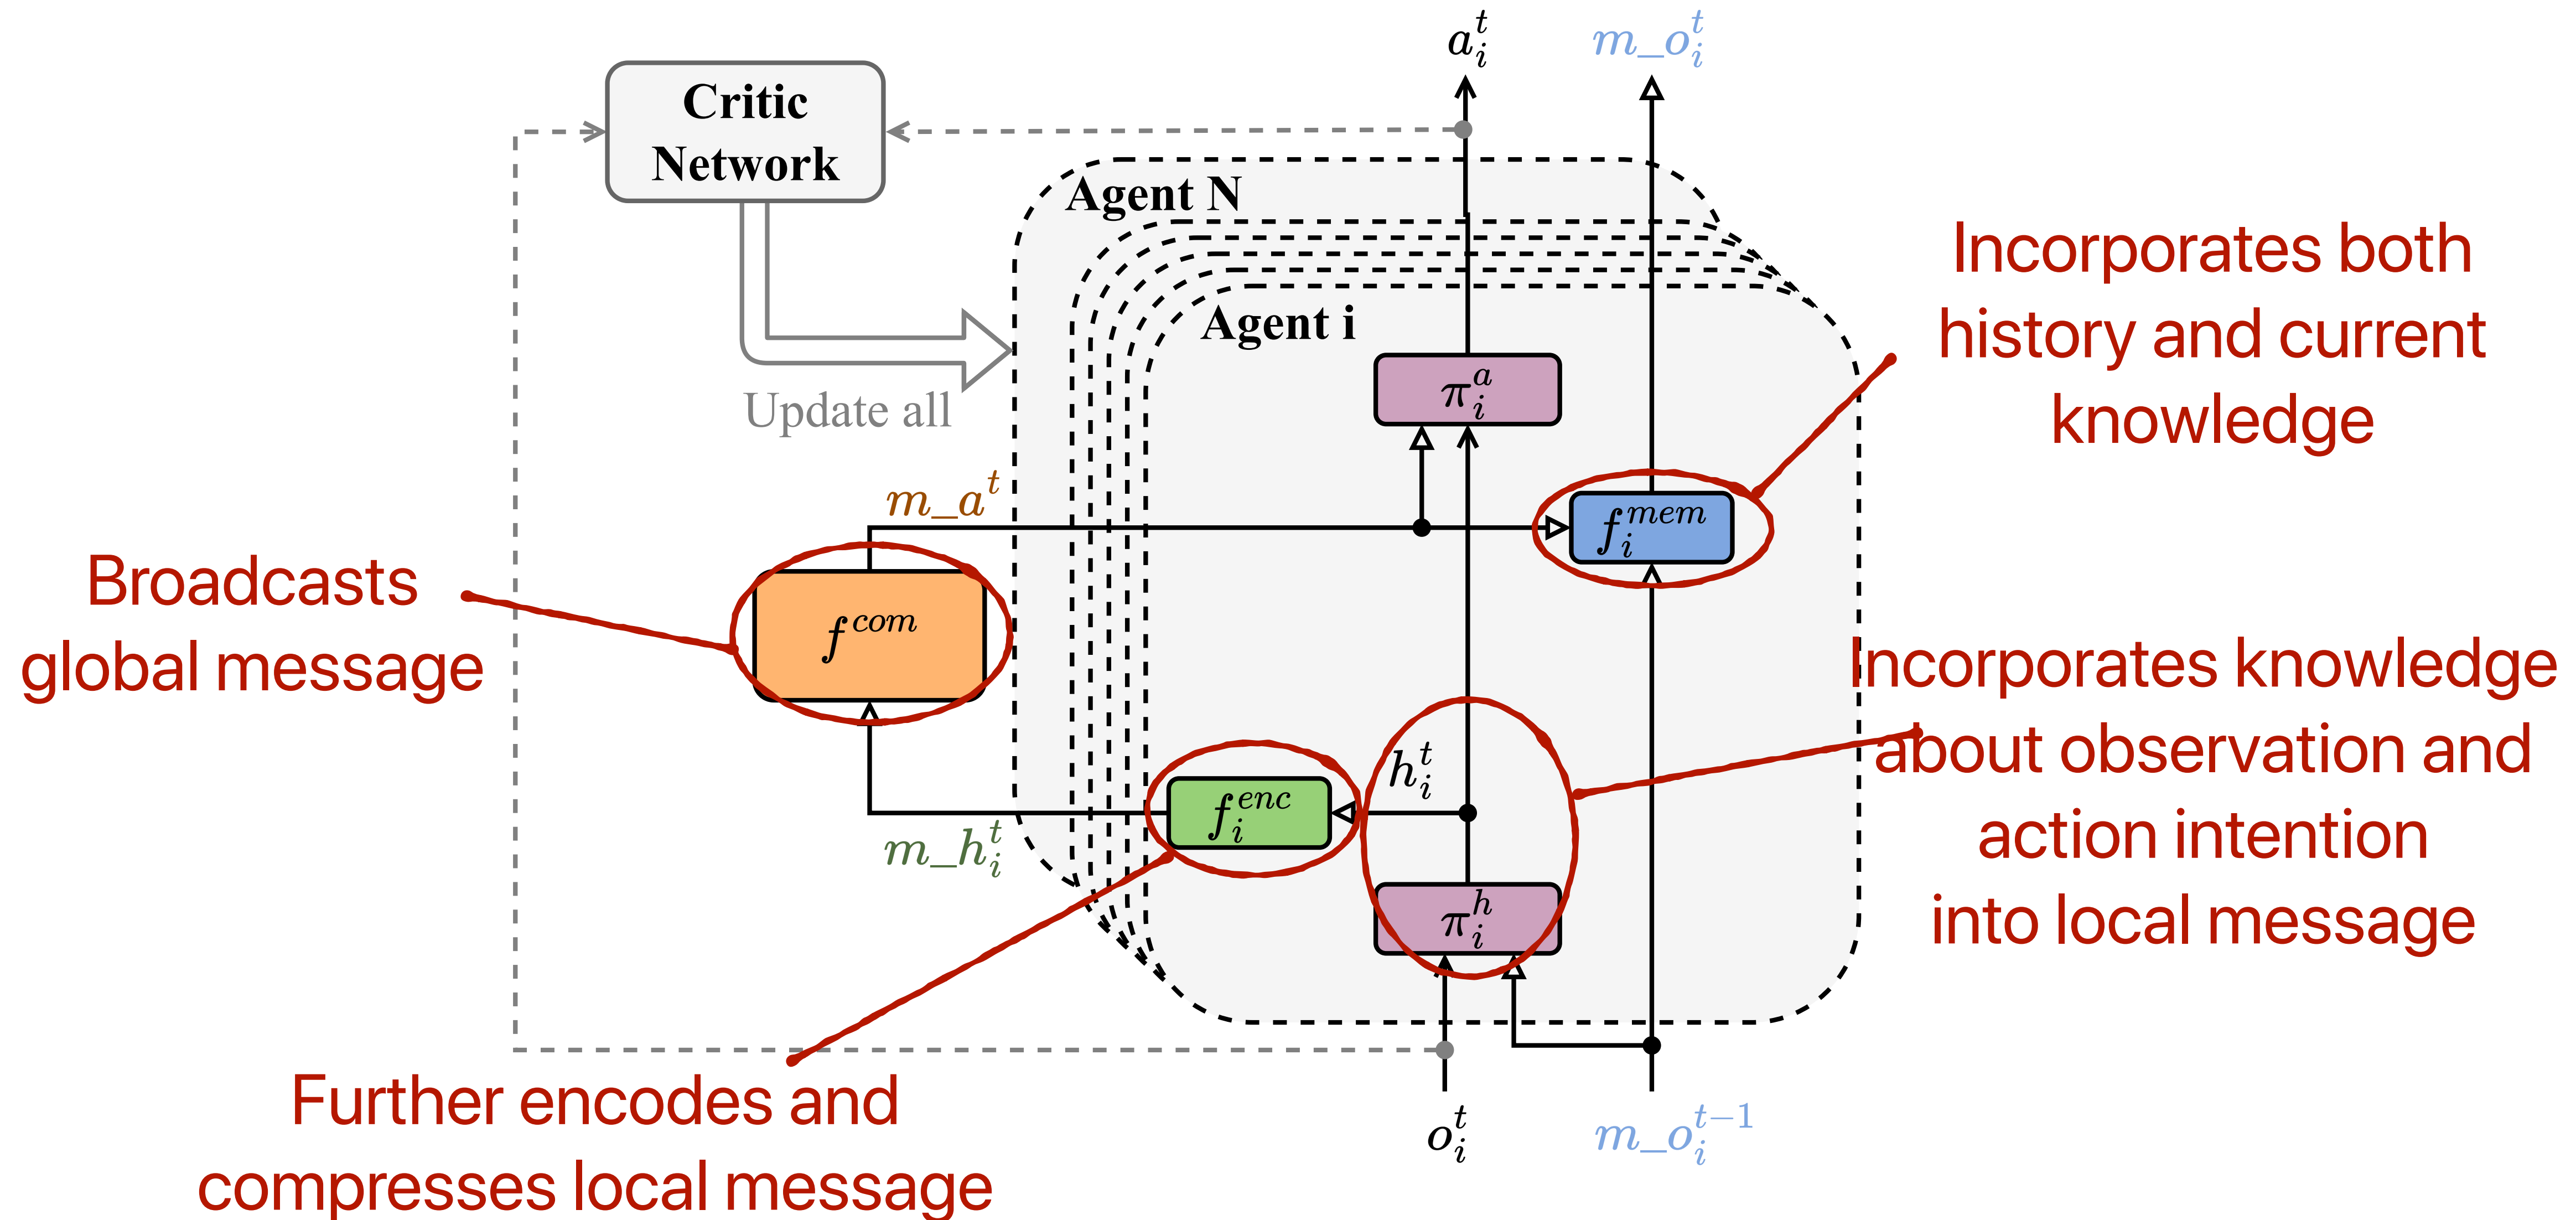 a_i^t
m_o_i^t
Critic
Network
Agent N
Agent i
Update all
π_i^a
Incorporates both
history and current
knowledge
m_a^t
f_i^{mem}
Broadcasts
global message
f^{com}
Incorporates knowledge
about observation and
action intention
into local message
h_i^t
f_i^{enc}
m_h_i^t
π_i^h
Further encodes and
compresses local message
o_i^t
m_o_i^{t-1}